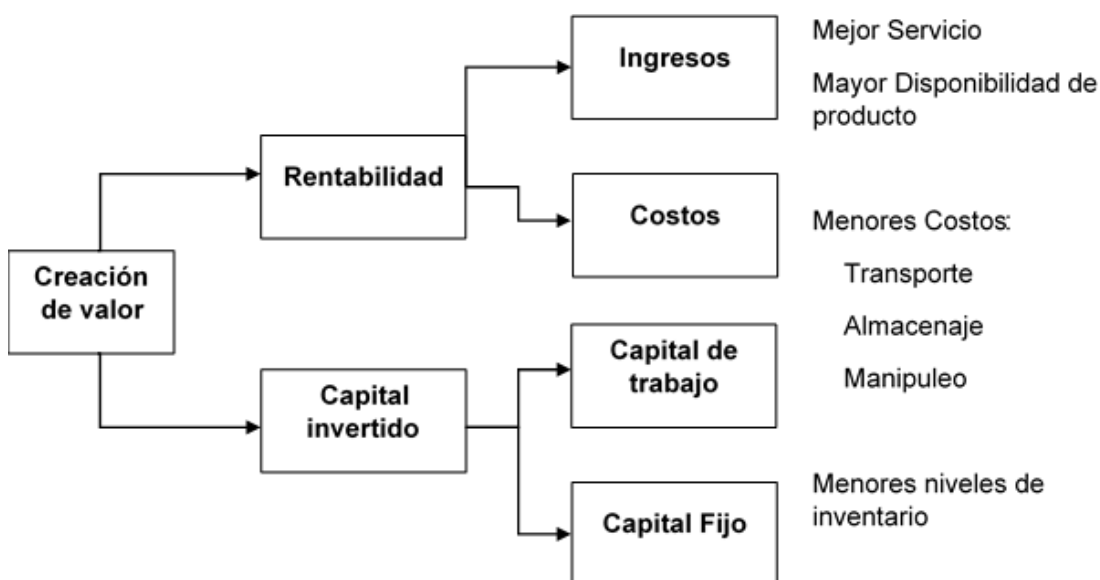 Ingresos
Mejor Servicio
Mayor Disponibilidad de
producto
Rentabilidad
Costos
Menores Costos:
Transporte
Almacenaje
Manipuleo
Creación
de valor
Capital
invertido
Capital de
trabajo
Capital Fijo
Menores niveles de
inventario